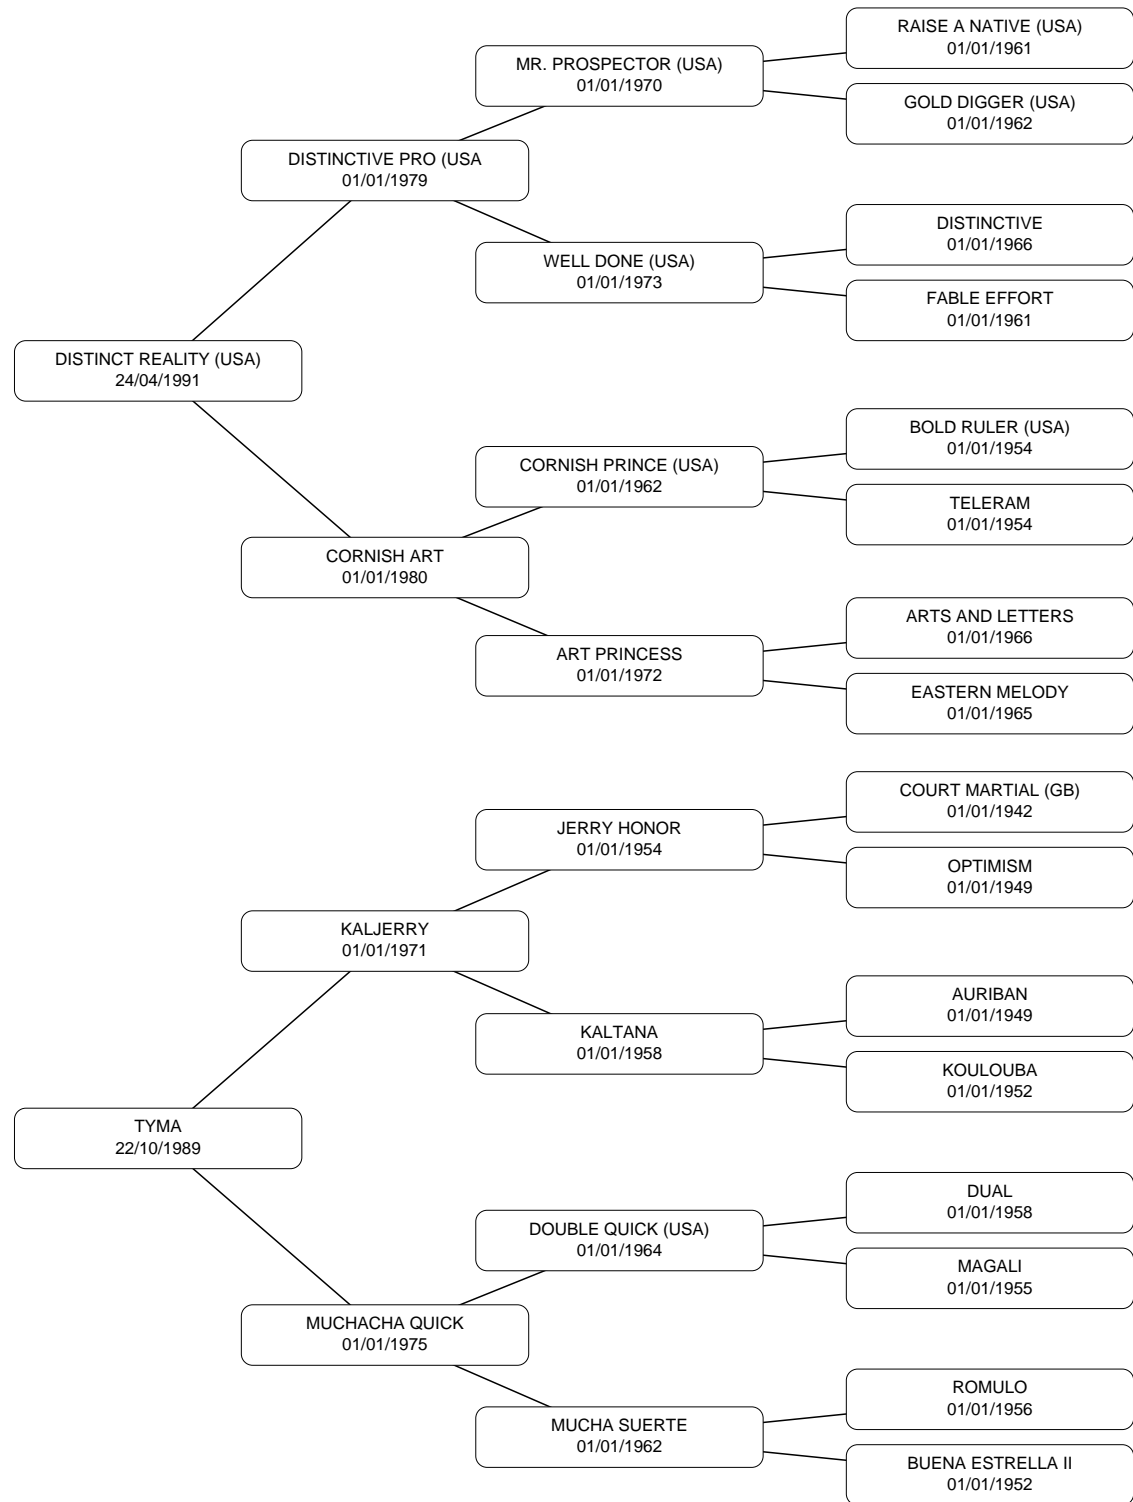 RAISE A NATIVE (USA)
01/01/1961
MR. PROSPECTOR (USA)
01/01/1970
GOLD DIGGER (USA)
01/01/1962
DISTINCTIVE PRO (USA
01/01/1979
DISTINCTIVE
01/01/1966
WELL DONE (USA)
01/01/1973
FABLE EFFORT
01/01/1961
DISTINCT REALITY (USA)
24/04/1991
BOLD RULER (USA)
01/01/1954
CORNISH PRINCE (USA)
01/01/1962
TELERAM
01/01/1954
CORNISH ART
01/01/1980
ARTS AND LETTERS
01/01/1966
ART PRINCESS
01/01/1972
EASTERN MELODY
01/01/1965
COURT MARTIAL (GB)
01/01/1942
JERRY HONOR
01/01/1954
OPTIMISM
01/01/1949
KALJERRY
01/01/1971
AURIBAN
01/01/1949
KALTANA
01/01/1958
KOULOUBA
01/01/1952
TYMA
22/10/1989
DUAL
01/01/1958
DOUBLE QUICK (USA)
01/01/1964
MAGALI
01/01/1955
MUCHACHA QUICK
01/01/1975
ROMULO
01/01/1956
MUCHA SUERTE
01/01/1962
BUENA ESTRELLA II
01/01/1952